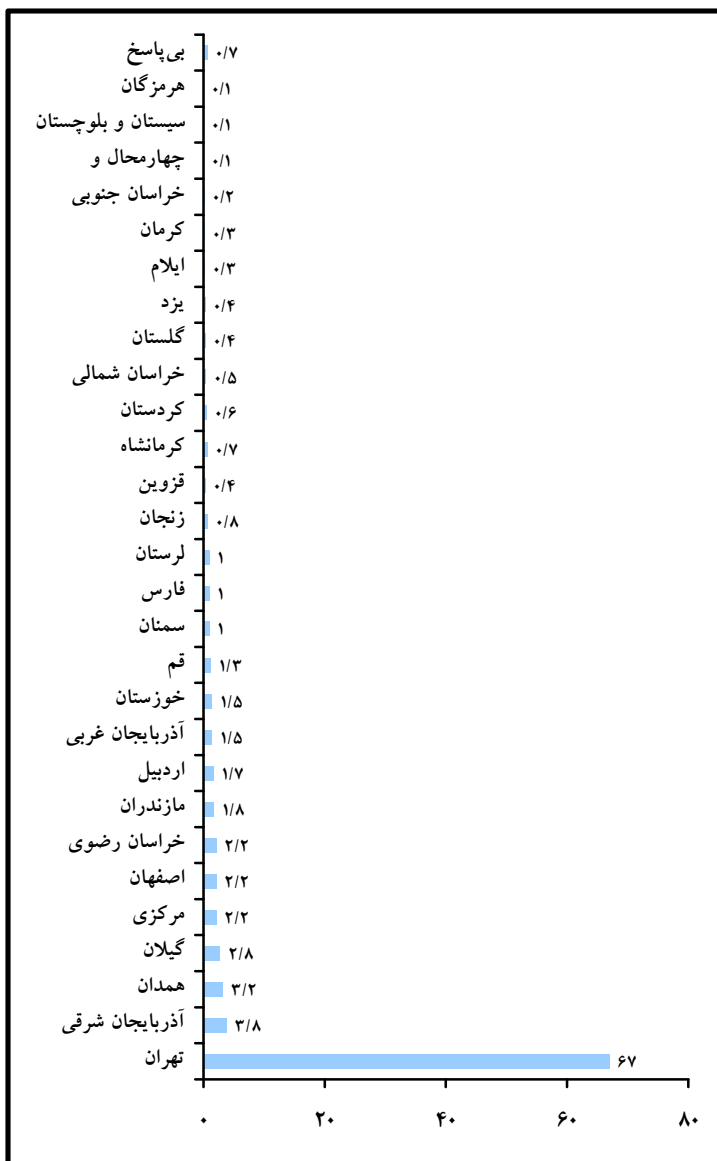 بی‌پاسخ ۰/۷
هرمزگان ۰/۱
سیستان و بلوچستان ۰/۱
چهارمحال و ۰/۱
خراسان جنوبی ۰/۲
کرمان ۰/۳
ایلام ۰/۳
یزد ۰/۴
گلستان ۰/۴
خراسان شمالی ۰/۵
کردستان ۰/۶
کرمانشاه ۰/۷
قزوین ۰/۴
زنجان ۰/۸
لرستان ۱
فارس ۱
سمنان ۱
قم ۱/۳
خوزستان ۱/۵
آذربایجان غربی ۱/۵
اردبیل ۱/۷
مازندران ۱/۸
خراسان رضوی ۲/۲
اصفهان ۲/۲
مرکزی ۲/۲
گیلان ۲/۸
همدان ۳/۲
آذربایجان شرقی ۳/۸
تهران ۶۷
۰ ۲۰ ۴۰ ۶۰ ۸۰